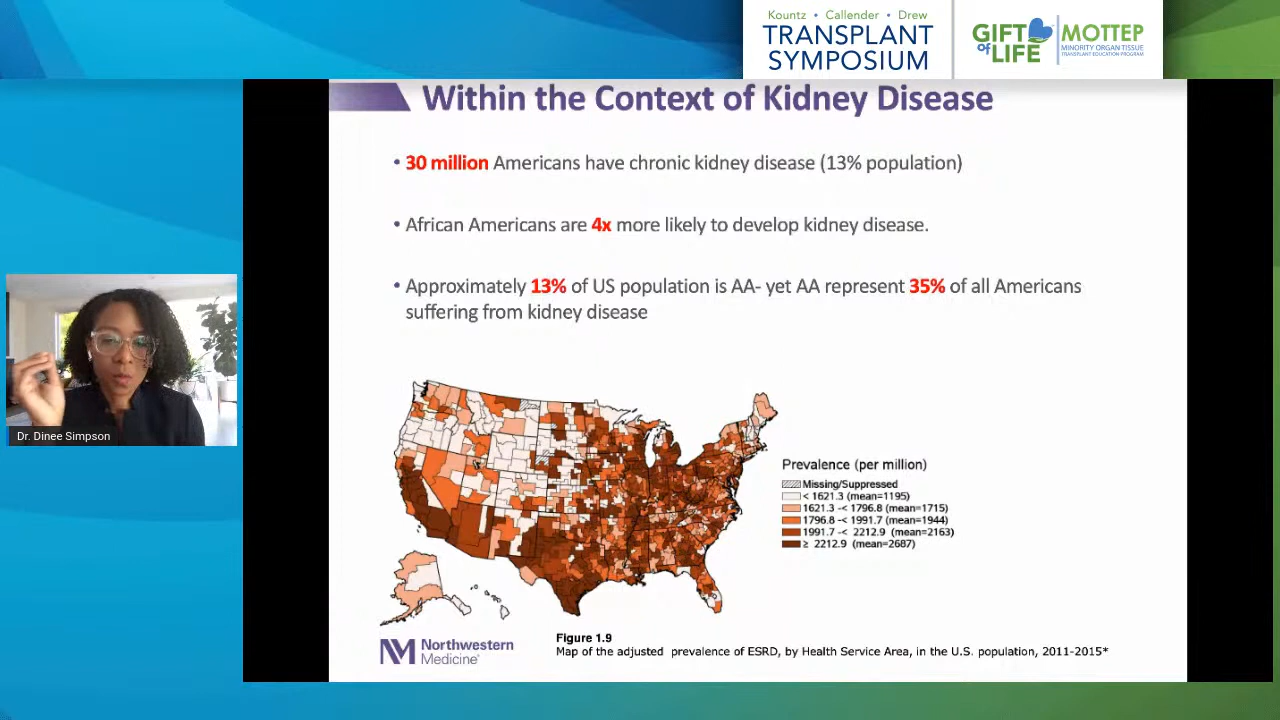 Kountz • Callender • Drew
TRANSPLANT
SYMPOSIUM
GIFT of LIFE
MOTTEP
MINORITY ORGAN TISSUE
TRANSPLANT EDUCATION PROGRAM
Within the Context of Kidney Disease
• 30 million Americans have chronic kidney disease (13% population)
• African Americans are 4x more likely to develop kidney disease.
• Approximately 13% of US population is AA- yet AA represent 35% of all Americans
suffering from kidney disease
Dr. Dinee Simpson
Prevalence (per million)
Missing/Suppressed
< 1621.3 (mean=1195)
1621.3 -< 1796.8 (mean=1715)
1796.8 -< 1991.7 (mean=1944)
1991.7 -< 2212.9 (mean=2163)
≥ 2212.9 (mean=2687)
NM Northwestern
Medicine®
Figure 1.9
Map of the adjusted prevalence of ESRD, by Health Service Area, in the U.S. population, 2011-2015*